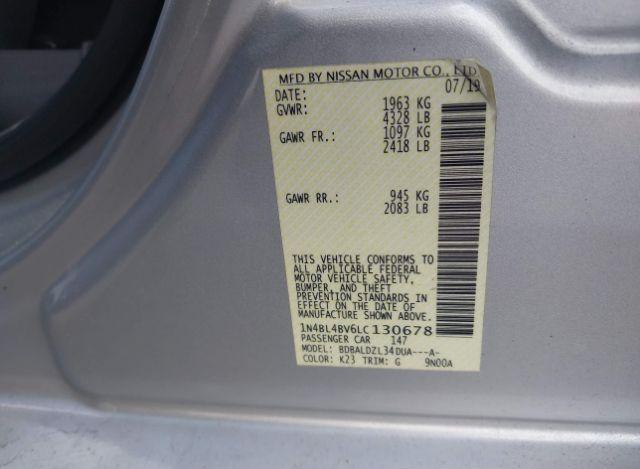 MFD BY NISSAN MOTOR CO., LTD
DATE: 07/19
GVWR: 1963 KG
4328 LB
GAWR FR.: 1097 KG
2418 LB
GAWR RR.: 945 KG
2083 LB
THIS VEHICLE CONFORMS TO
ALL APPLICABLE FEDERAL
MOTOR VEHICLE SAFETY,
BUMPER, AND THEFT
PREVENTION STANDARDS IN
EFFECT ON THE DATE OF
MANUFACTURE SHOWN ABOVE.
1N4BL4BV6LC130678
PASSENGER CAR 147
MODEL: BDBALDZL34DUA---A-
COLOR: K23 TRIM: G 9N00A